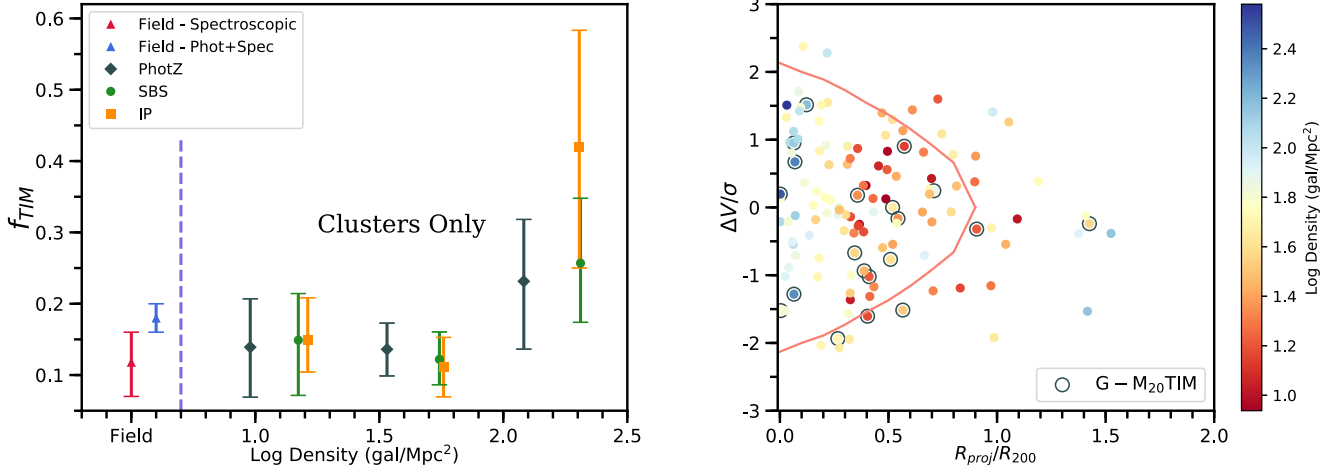 0.6
0.5
0.4
0.3
0.2
0.1
f_TIM
Field - Spectroscopic
Field - Phot+Spec
PhotZ
SBS
IP
Clusters Only
Field 1.0 1.5 2.0 2.5
Log Density (gal/Mpc²)
3
2
1
0
-1
-2
-3
ΔV/σ
G − M₂₀TIM
0.0 0.5 1.0 1.5 2.0
R_proj/R₂₀₀
2.4
2.2
2.0
1.8
1.6
1.4
1.2
1.0
Log Density (gal/Mpc²)